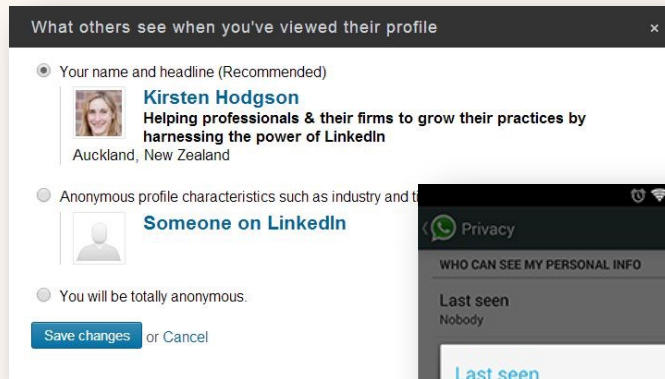 What others see when you've viewed their profile
×
Your name and headline (Recommended)
Kirsten Hodgson
Helping professionals & their firms to grow their practices by
harnessing the power of LinkedIn
Auckland, New Zealand
Anonymous profile characteristics such as industry and
Someone on LinkedIn
You will be totally anonymous.
Save changes or Cancel
Privacy
WHO CAN SEE MY PERSONAL INFO
Last seen
Nobody
Last seen